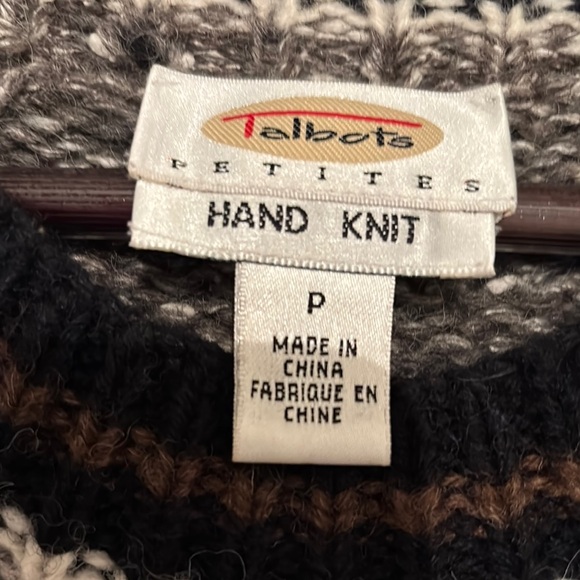 Talbots
PETITES
HAND KNIT
P
MADE IN
CHINA
FABRIQUE EN
CHINE